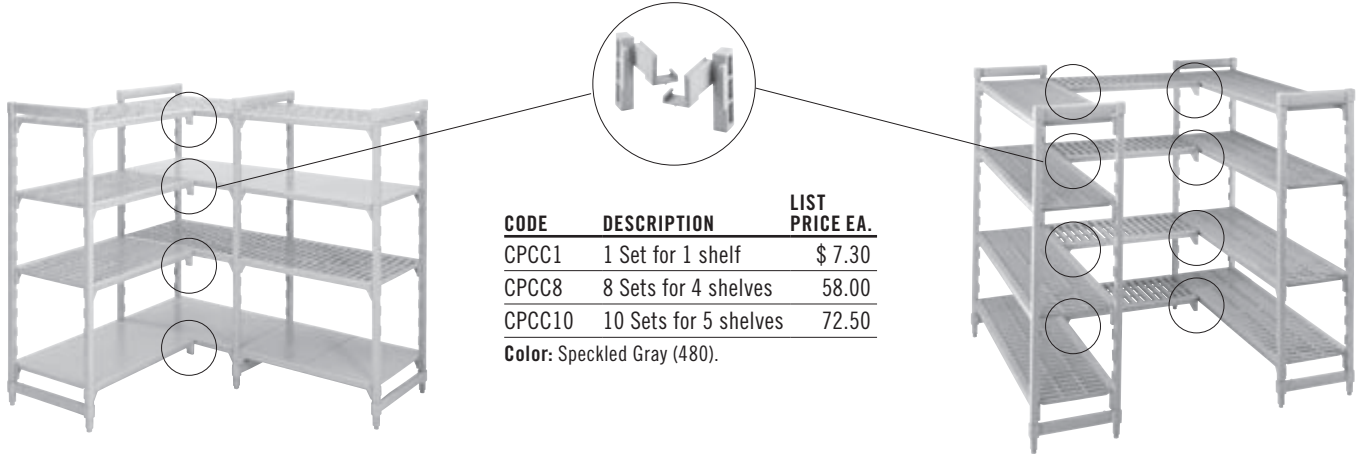 CODE DESCRIPTION LIST PRICE EA.
CPCC1 1 Set for 1 shelf $ 7.30
CPCC8 8 Sets for 4 shelves 58.00
CPCC10 10 Sets for 5 shelves 72.50
Color: Speckled Gray (480).